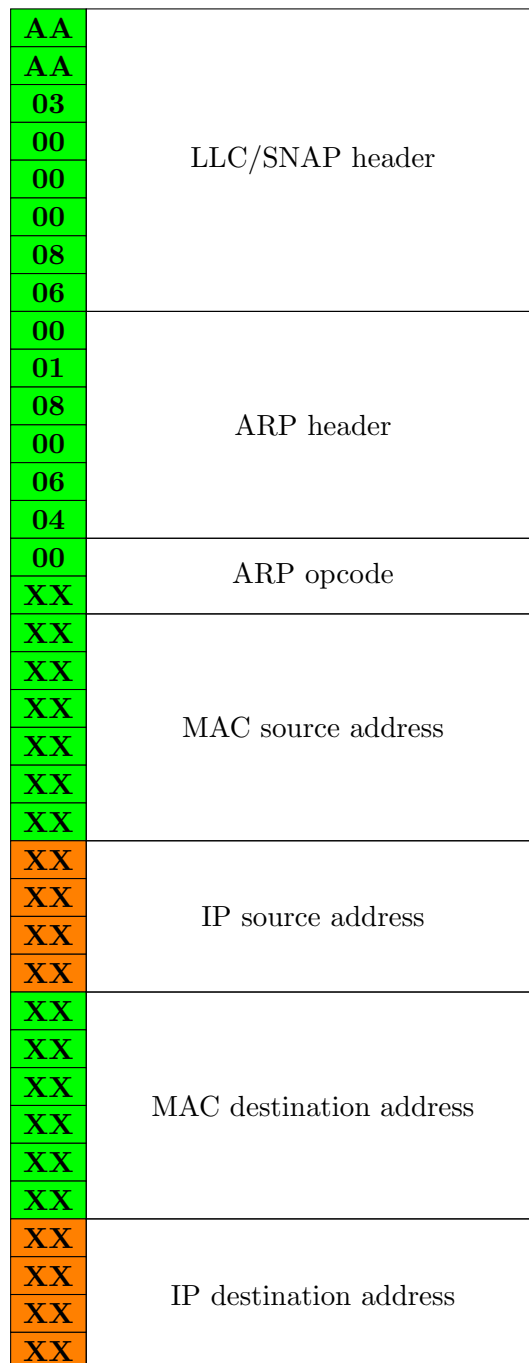 AA
AA
03
00
LLC/SNAP header
00
00
08
06
00
01
08
ARP header
00
06
04
00
ARP opcode
XX
XX
XX
XX
MAC source address
XX
XX
XX
XX
XX
IP source address
XX
XX
XX
XX
XX
MAC destination address
XX
XX
XX
XX
XX
IP destination address
XX
XX